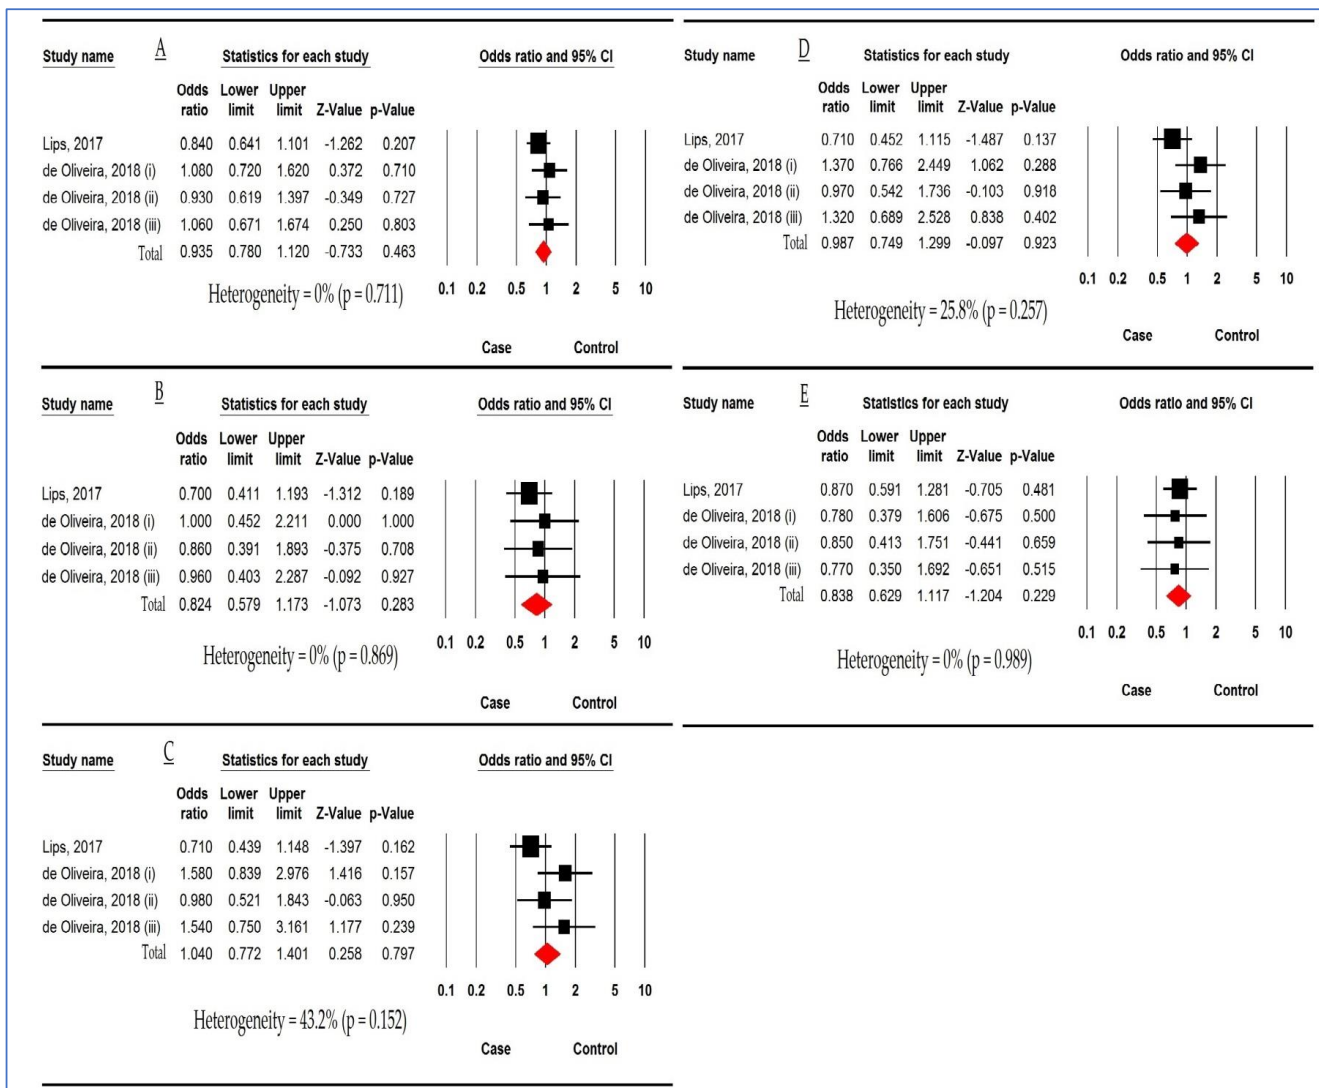 Study name A Statistics for each study Odds ratio and 95% CI
Odds Lower Upper
ratio limit limit Z-Value p-Value
Lips, 2017 0.840 0.641 1.101 -1.262 0.207
de Oliveira, 2018 (i) 1.080 0.720 1.620 0.372 0.710
de Oliveira, 2018 (ii) 0.930 0.619 1.397 -0.349 0.727
de Oliveira, 2018 (iii) 1.060 0.671 1.674 0.250 0.803
Total 0.935 0.780 1.120 -0.733 0.463
0.1 0.2 0.5 1 2 5 10
Heterogeneity = 0% (p = 0.711)
Case Control
Study name B Statistics for each study Odds ratio and 95% CI
Odds Lower Upper
ratio limit limit Z-Value p-Value
Lips, 2017 0.700 0.411 1.193 -1.312 0.189
de Oliveira, 2018 (i) 1.000 0.452 2.211 0.000 1.000
de Oliveira, 2018 (ii) 0.860 0.391 1.893 -0.375 0.708
de Oliveira, 2018 (iii) 0.960 0.403 2.287 -0.092 0.927
Total 0.824 0.579 1.173 -1.073 0.283
0.1 0.2 0.5 1 2 5 10
Heterogeneity = 0% (p = 0.869)
Case Control
Study name C Statistics for each study Odds ratio and 95% CI
Odds Lower Upper
ratio limit limit Z-Value p-Value
Lips, 2017 0.710 0.439 1.148 -1.397 0.162
de Oliveira, 2018 (i) 1.580 0.839 2.976 1.416 0.157
de Oliveira, 2018 (ii) 0.980 0.521 1.843 -0.063 0.950
de Oliveira, 2018 (iii) 1.540 0.750 3.161 1.177 0.239
Total 1.040 0.772 1.401 0.258 0.797
0.1 0.2 0.5 1 2 5 10
Heterogeneity = 43.2% (p = 0.152)
Case Control
Study name D Statistics for each study Odds ratio and 95% CI
Odds Lower Upper
ratio limit limit Z-Value p-Value
Lips, 2017 0.710 0.452 1.115 -1.487 0.137
de Oliveira, 2018 (i) 1.370 0.766 2.449 1.062 0.288
de Oliveira, 2018 (ii) 0.970 0.542 1.736 -0.103 0.918
de Oliveira, 2018 (iii) 1.320 0.689 2.528 0.838 0.402
Total 0.987 0.749 1.299 -0.097 0.923
0.1 0.2 0.5 1 2 5 10
Heterogeneity = 25.8% (p = 0.257)
Case Control
Study name E Statistics for each study Odds ratio and 95% CI
Odds Lower Upper
ratio limit limit Z-Value p-Value
Lips, 2017 0.870 0.591 1.281 -0.705 0.481
de Oliveira, 2018 (i) 0.780 0.379 1.606 -0.675 0.500
de Oliveira, 2018 (ii) 0.850 0.413 1.751 -0.441 0.659
de Oliveira, 2018 (iii) 0.770 0.350 1.692 -0.651 0.515
Total 0.838 0.629 1.117 -1.204 0.229
0.1 0.2 0.5 1 2 5 10
Heterogeneity = 0% (p = 0.989)
Case Control